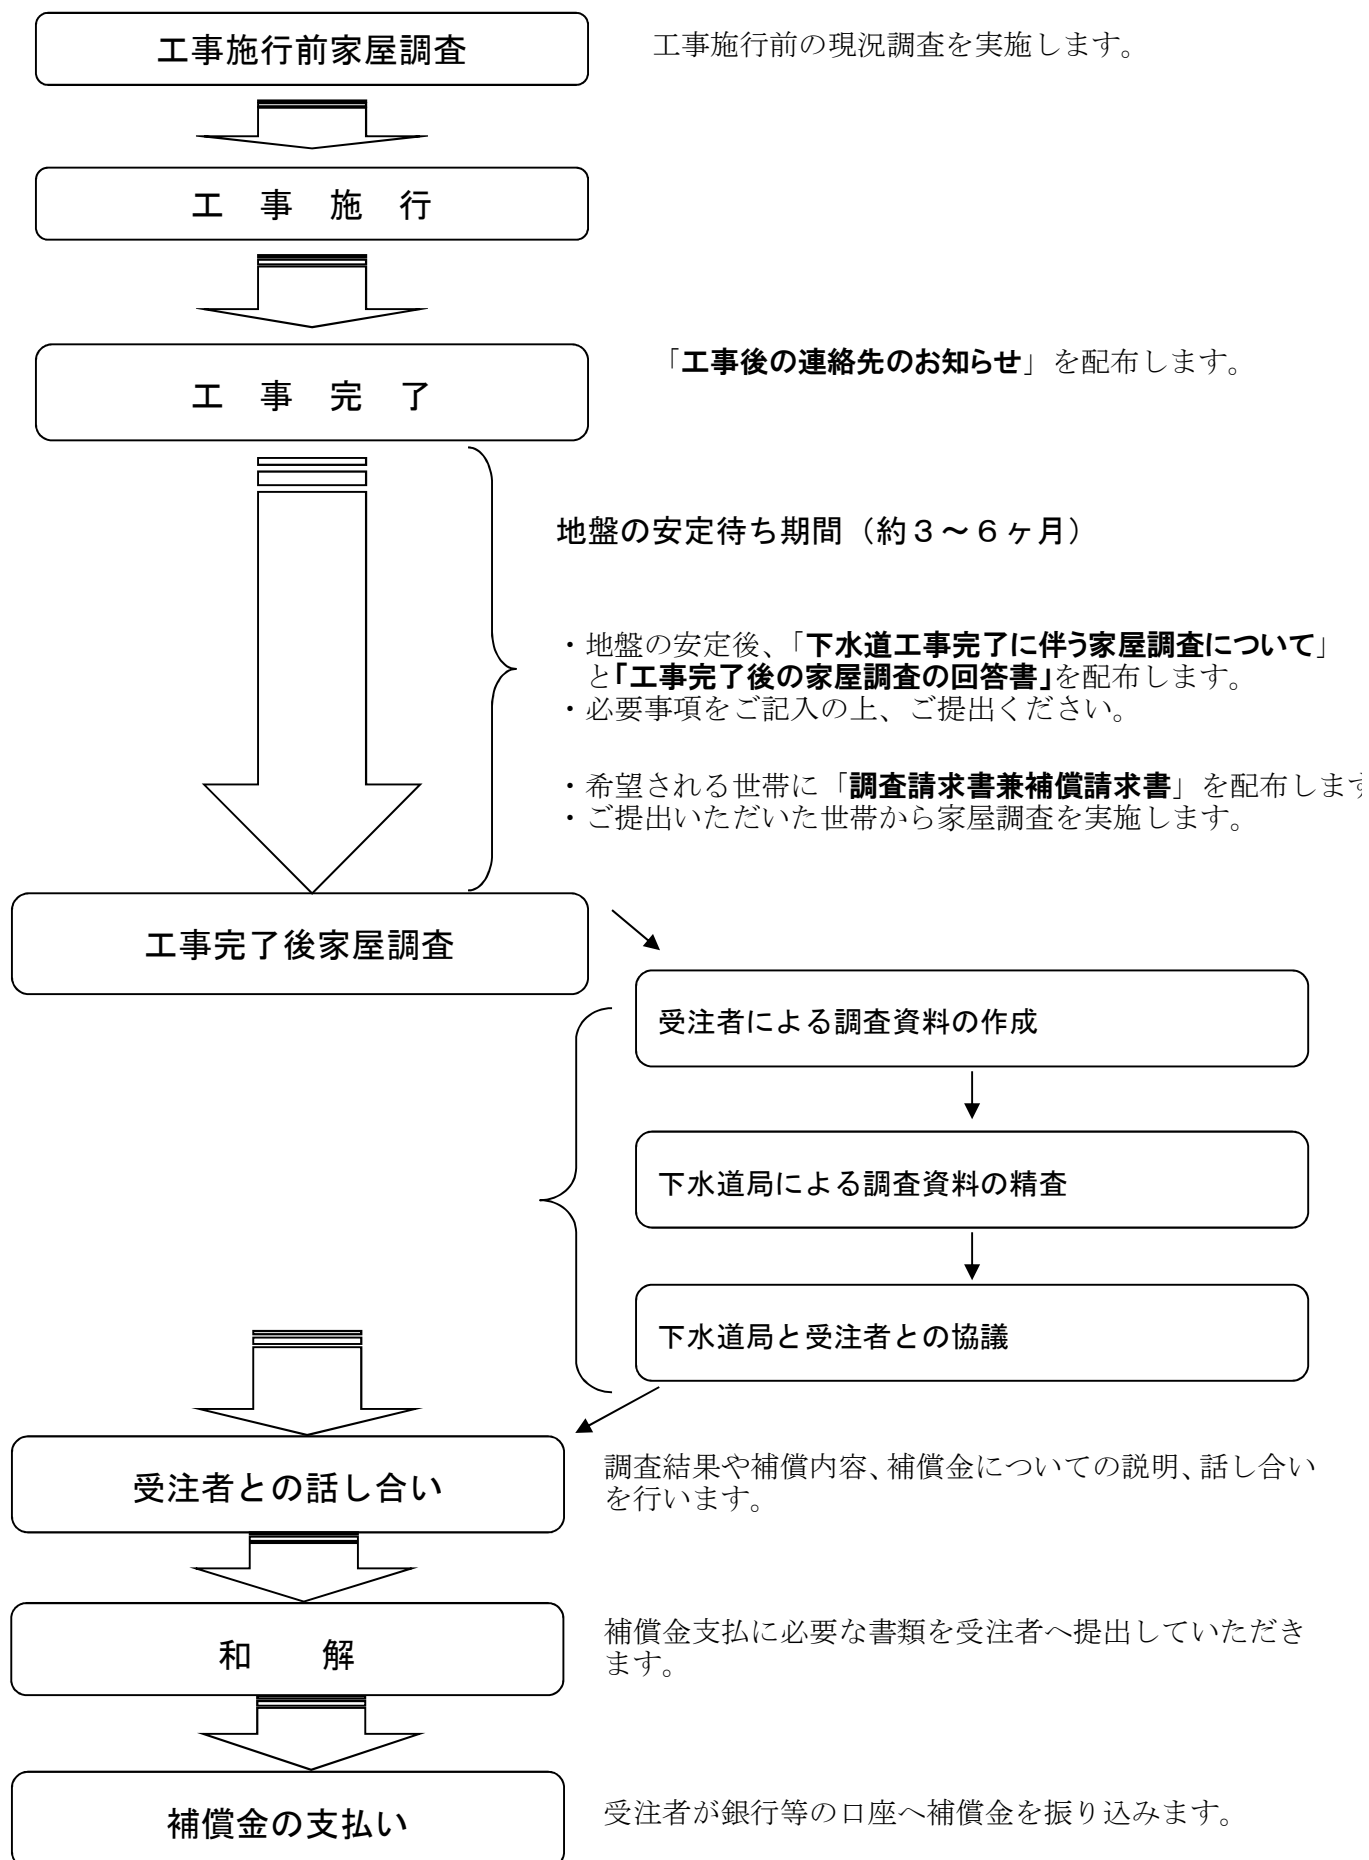 工事施行前家屋調査
工事施行前の現況調査を実施します。
工　事　施　行
工　事　完　了
「工事後の連絡先のお知らせ」を配布します。
地盤の安定待ち期間（約３～６ヶ月）
・地盤の安定後、「下水道工事完了に伴う家屋調査について」
と「工事完了後の家屋調査の回答書」を配布します。
・必要事項をご記入の上、ご提出ください。
・希望される世帯に「調査請求書兼補償請求書」を配布します
・ご提出いただいた世帯から家屋調査を実施します。
工事完了後家屋調査
受注者による調査資料の作成
下水道局による調査資料の精査
下水道局と受注者との協議
受注者との話し合い
調査結果や補償内容、補償金についての説明、話し合い
を行います。
和　　解
補償金支払に必要な書類を受注者へ提出していただき
ます。
補償金の支払い
受注者が銀行等の口座へ補償金を振り込みます。